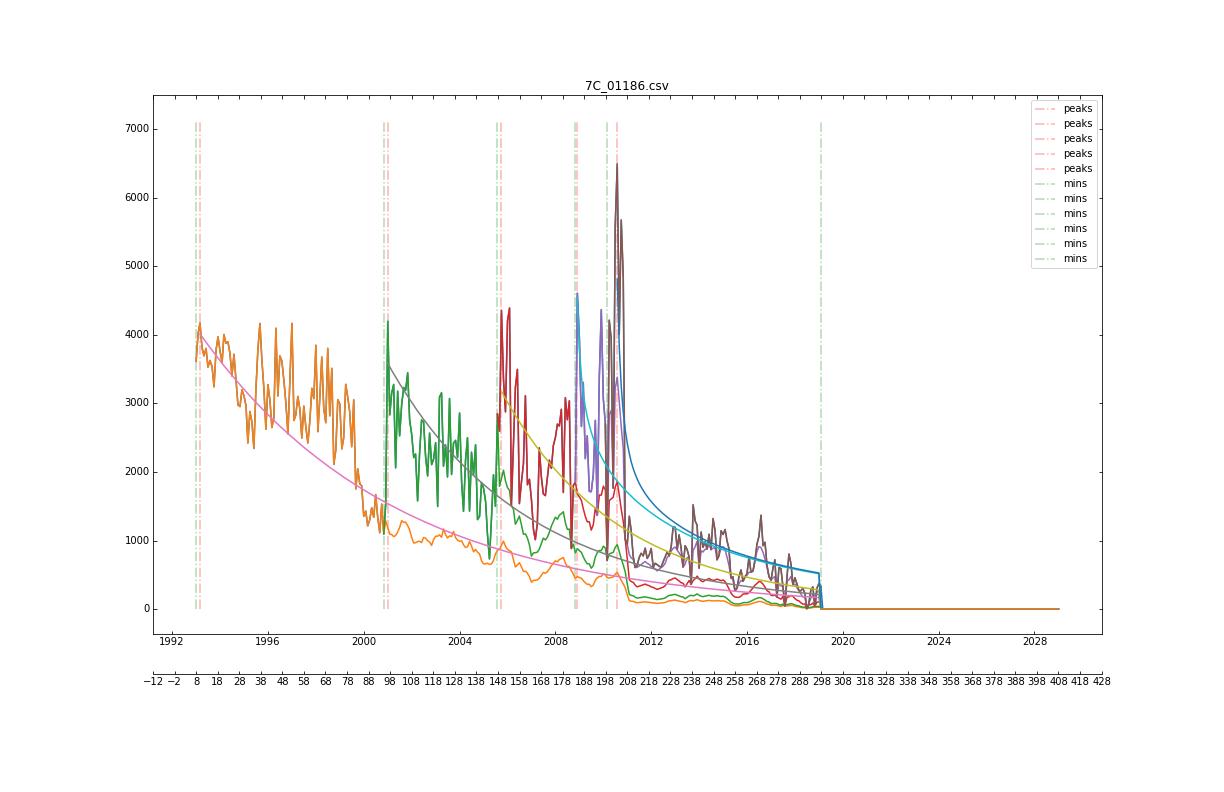 7C_01186.csv
peaks
peaks
peaks
peaks
peaks
mins
mins
mins
mins
mins
mins
7000
6000
5000
4000
3000
2000
1000
0
1992 1996 2000 2004 2008 2012 2016 2020 2024 2028
−12 −2 8 18 28 38 48 58 68 78 88 98 108 118 128 138 148 158 168 178 188 198 208 218 228 238 248 258 268 278 288 298 308 318 328 338 348 358 368 378 388 398 408 418 428